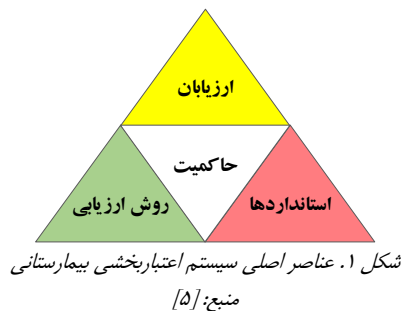 ارزیابان
حاکمیت
روش ارزیابی
استانداردها
شکل ۱. عناصر اصلی سیستم اعتباربخشی بیمارستانی
منبع: [۵]